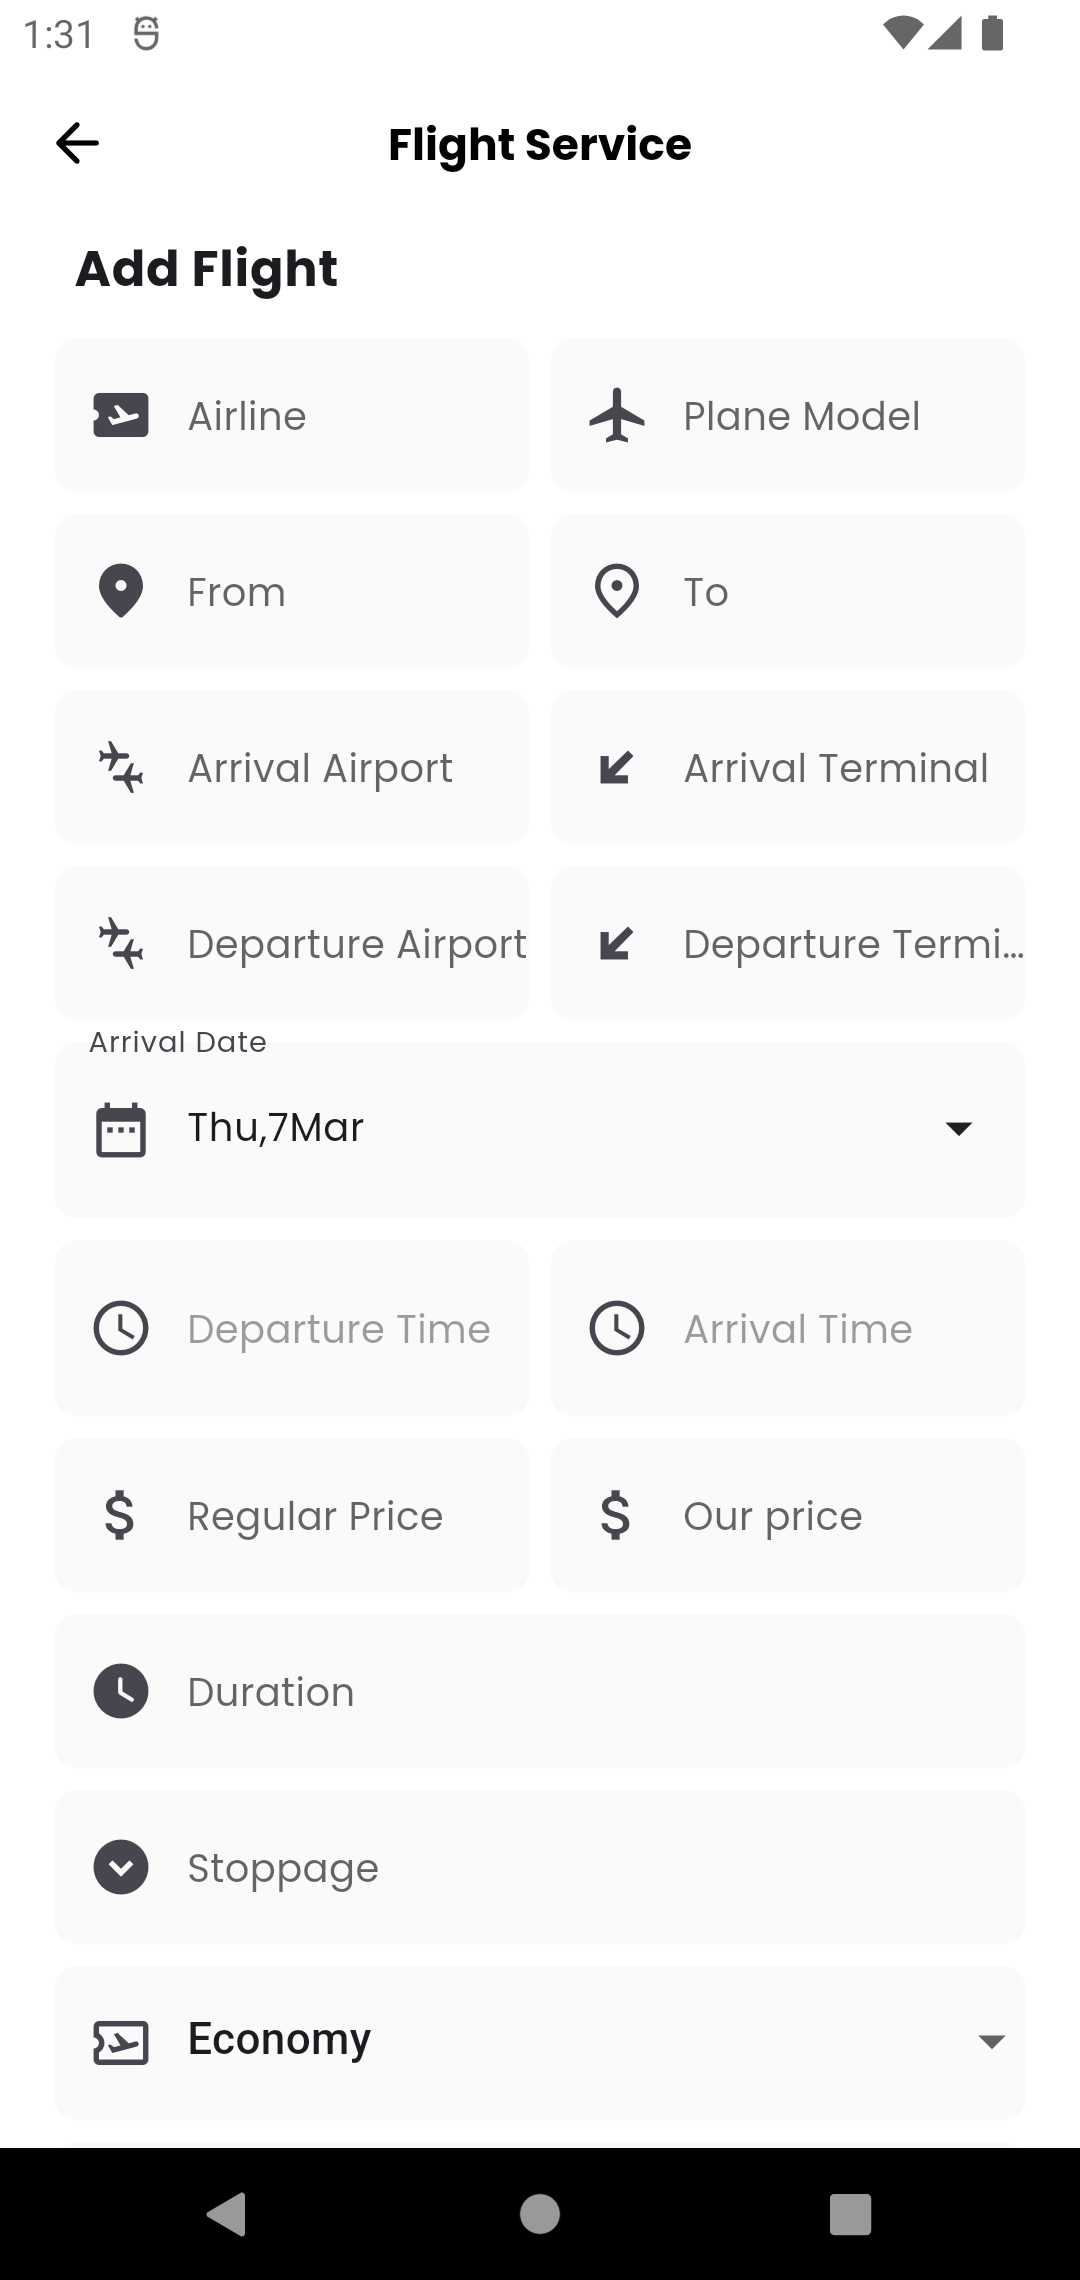 1:31
Flight Service
Add Flight
Airline
Plane Model
From
To
Arrival Airport
Arrival Terminal
Departure Airport
Departure Termi...
Arrival Date
Thu,7Mar
Departure Time
Arrival Time
Regular Price
Our price
Duration
Stoppage
Economy